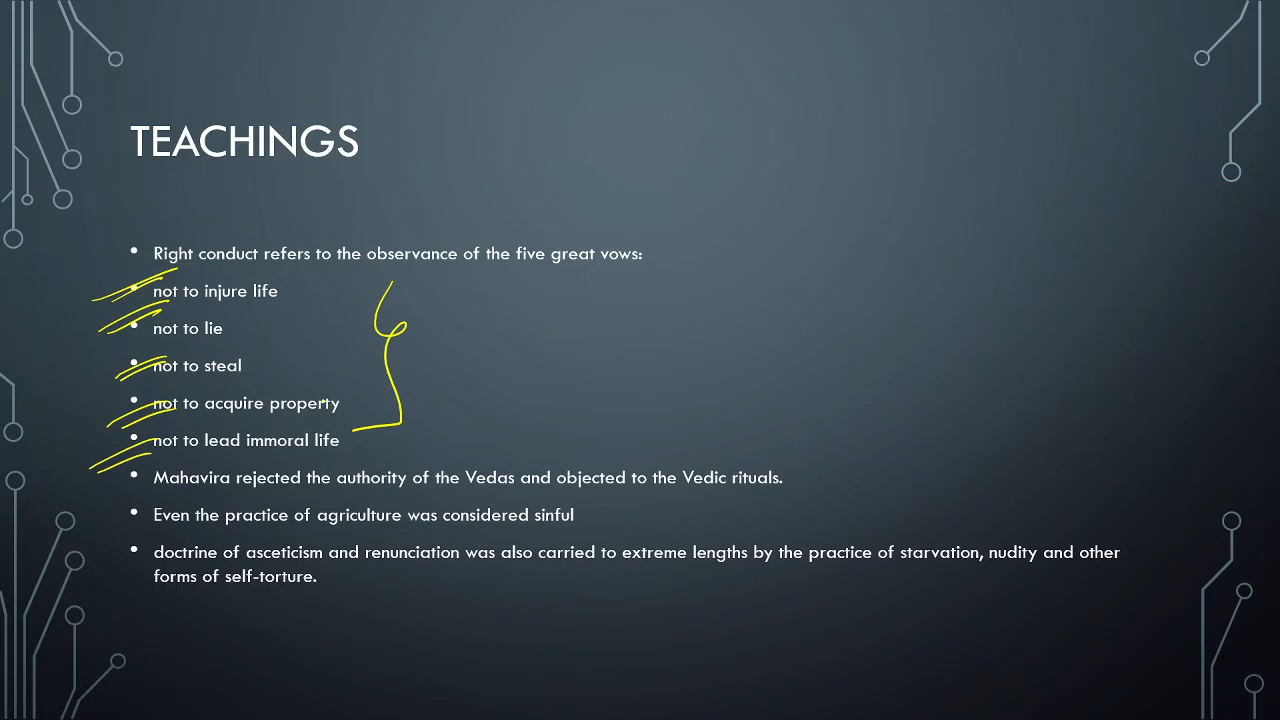 TEACHINGS
• Right conduct refers to the observance of the five great vows:
• not to injure life
• not to lie
• not to steal
• not to acquire property
• not to lead immoral life
• Mahavira rejected the authority of the Vedas and objected to the Vedic rituals.
• Even the practice of agriculture was considered sinful
• doctrine of asceticism and renunciation was also carried to extreme lengths by the practice of starvation, nudity and other
forms of self-torture.